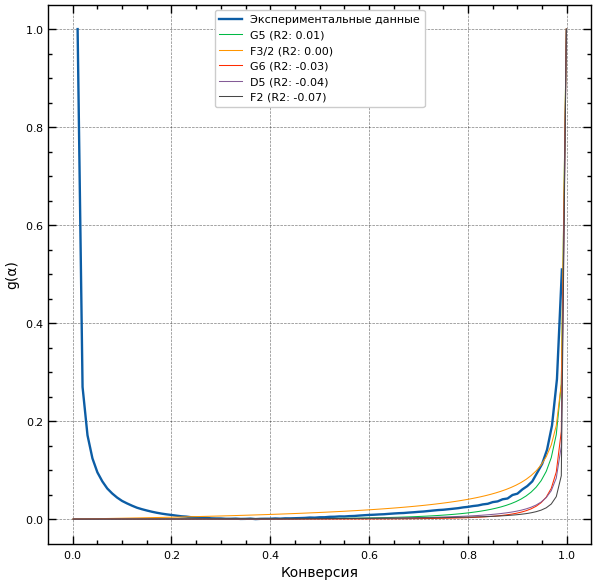 Экспериментальные данные
G5 (R2: 0.01)
F3/2 (R2: 0.00)
G6 (R2: -0.03)
D5 (R2: -0.04)
F2 (R2: -0.07)
g(α)
1.0
0.8
0.6
0.4
0.2
0.0
0.0 0.2 0.4 0.6 0.8 1.0
Конверсия